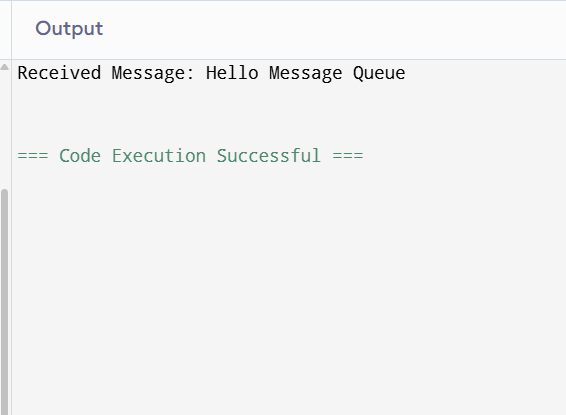 Output
Received Message: Hello Message Queue
=== Code Execution Successful ===